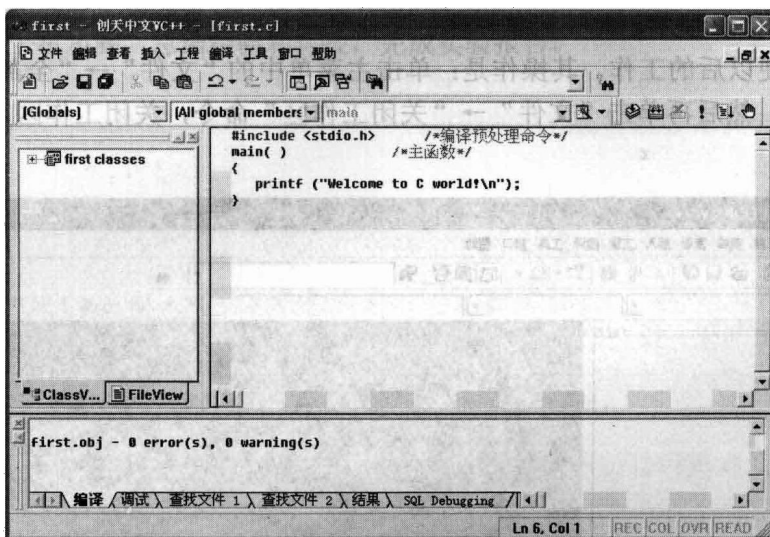 first - 创天中文VC++ - [first.c]
文件 编辑 查看 插入 工程 编译 工具 窗口 帮助
[Globals] [All global members main
#include <stdio.h> /*编译预处理命令*/
main( ) /*主函数*/
{
printf ("Welcome to C world!\n");
}
first classes
ClassV... FileView
first.obj - 0 error(s), 0 warning(s)
编译 调试 查找文件 1 查找文件 2 结果 SQL Debugging
Ln 6, Col 1 REC COL OVR READ